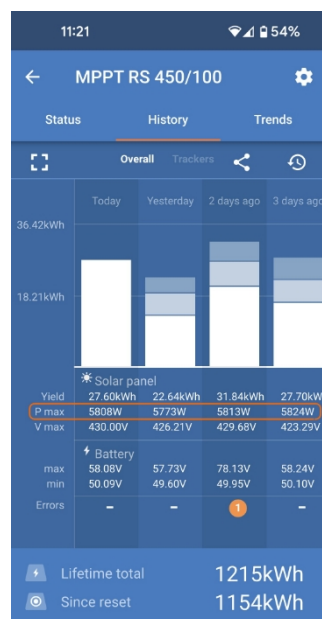 11:21 54%
MPPT RS 450/100
Status History Trends
Overall Trackers
Today Yesterday 2 days ago 3 days ago
36.42kWh
18.21kWh
Solar panel
Yield 27.60kWh 22.64kWh 31.84kWh 27.70kW
P max 5808W 5773W 5813W 5824W
V max 430.00V 426.21V 429.68V 423.29V
Battery
max 58.08V 57.73V 78.13V 58.24V
min 50.09V 49.60V 49.95V 50.10V
Errors – – 1 –
Lifetime total 1215kWh
Since reset 1154kWh